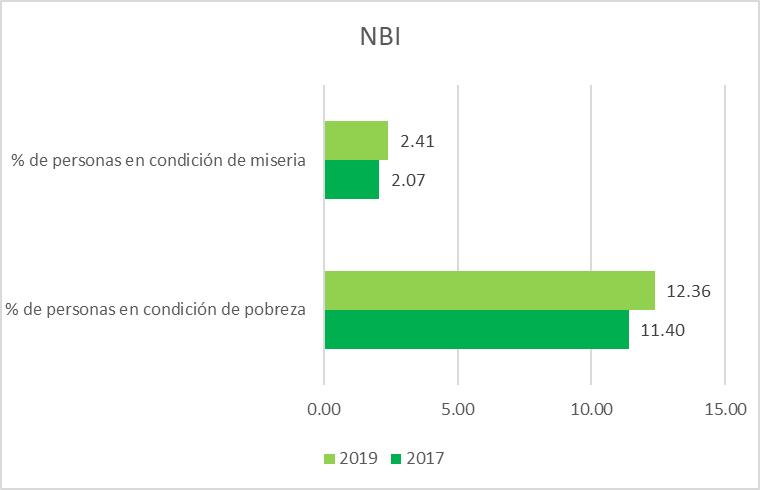 NBI
% de personas en condición de miseria
2.41
2.07
% de personas en condición de pobreza
12.36
11.40
0.00 5.00 10.00 15.00
2019 2017